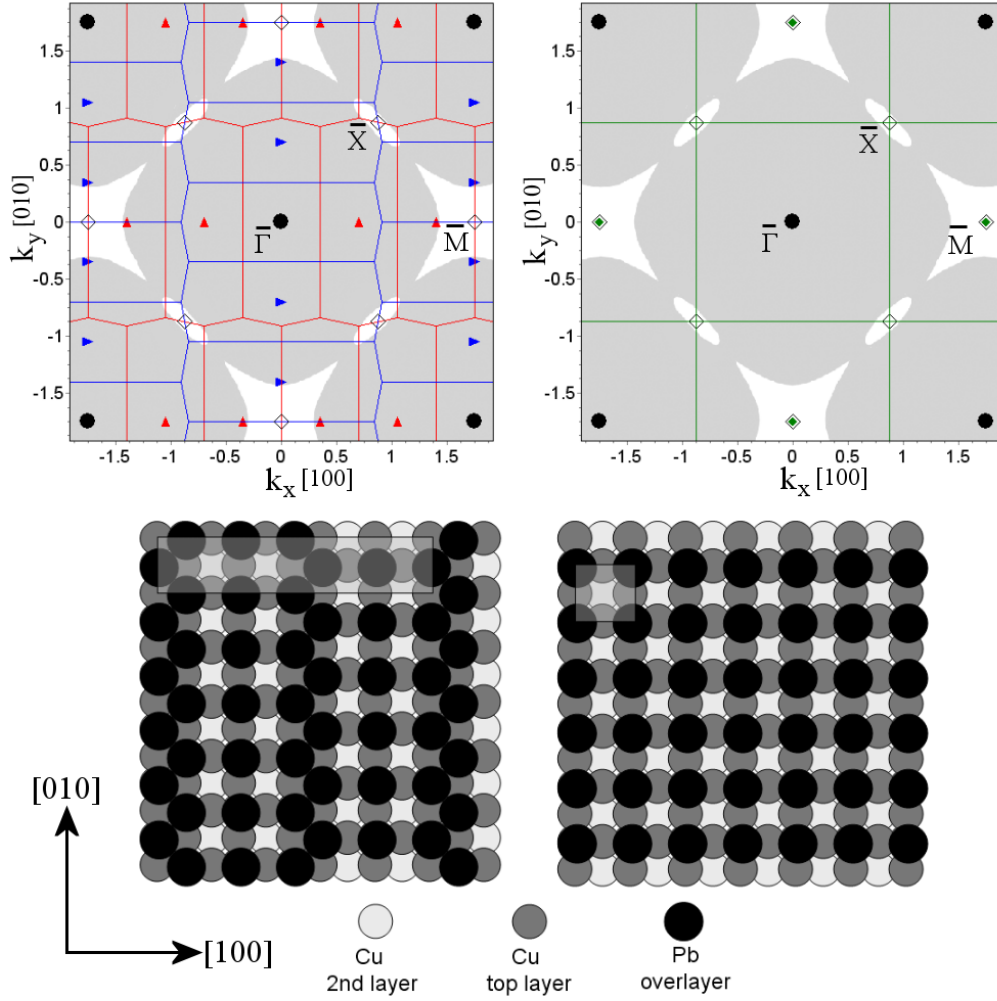 1.5
1
0.5
0
-0.5
-1
-1.5
k_y [010]
X̄
Γ̄
M̄
-1.5 -1 -0.5 0 0.5 1 1.5
k_x [100]
1.5
1
0.5
0
-0.5
-1
-1.5
k_y [010]
X̄
Γ̄
M̄
-1.5 -1 -0.5 0 0.5 1 1.5
k_x [100]
[010]
[100]
Cu
2nd layer
Cu
top layer
Pb
overlayer